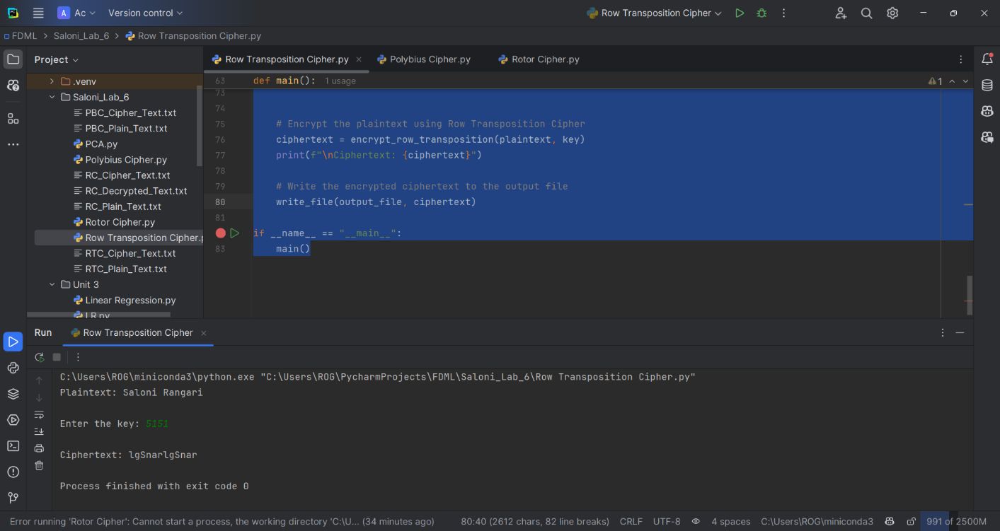 A Ac Version control Row Transposition Cipher
FDML > Saloni_Lab_6 > Row Transposition Cipher.py
Project
.venv
Saloni_Lab_6
PBC_Cipher_Text.txt
PBC_Plain_Text.txt
PCA.py
Polybius Cipher.py
RC_Cipher_Text.txt
RC_Decrypted_Text.txt
RC_Plain_Text.txt
Rotor Cipher.py
Row Transposition Cipher.p
RTC_Cipher_Text.txt
RTC_Plain_Text.txt
Unit 3
Linear Regression.py
LR.py
Row Transposition Cipher.py Polybius Cipher.py Rotor Cipher.py
63 def main(): 1 usage 1
73
74
75 # Encrypt the plaintext using Row Transposition Cipher
76 ciphertext = encrypt_row_transposition(plaintext, key)
77 print(f"\nCiphertext: {ciphertext}")
78
79 # Write the encrypted ciphertext to the output file
80 write_file(output_file, ciphertext)
81
if __name__ == "__main__":
83 main()
Run Row Transposition Cipher
C:\Users\ROG\miniconda3\python.exe "C:\Users\ROG\PycharmProjects\FDML\Saloni_Lab_6\Row Transposition Cipher.py"
Plaintext: Saloni Rangari
Enter the key: 5151
Ciphertext: lgSnarlgSnar
Process finished with exit code 0
Error running 'Rotor Cipher': Cannot start a process, the working directory 'C:\U... (34 minutes ago) 80:40 (2612 chars, 82 line breaks) CRLF UTF-8 4 spaces C:\Users\ROG\miniconda3 991 of 2500M